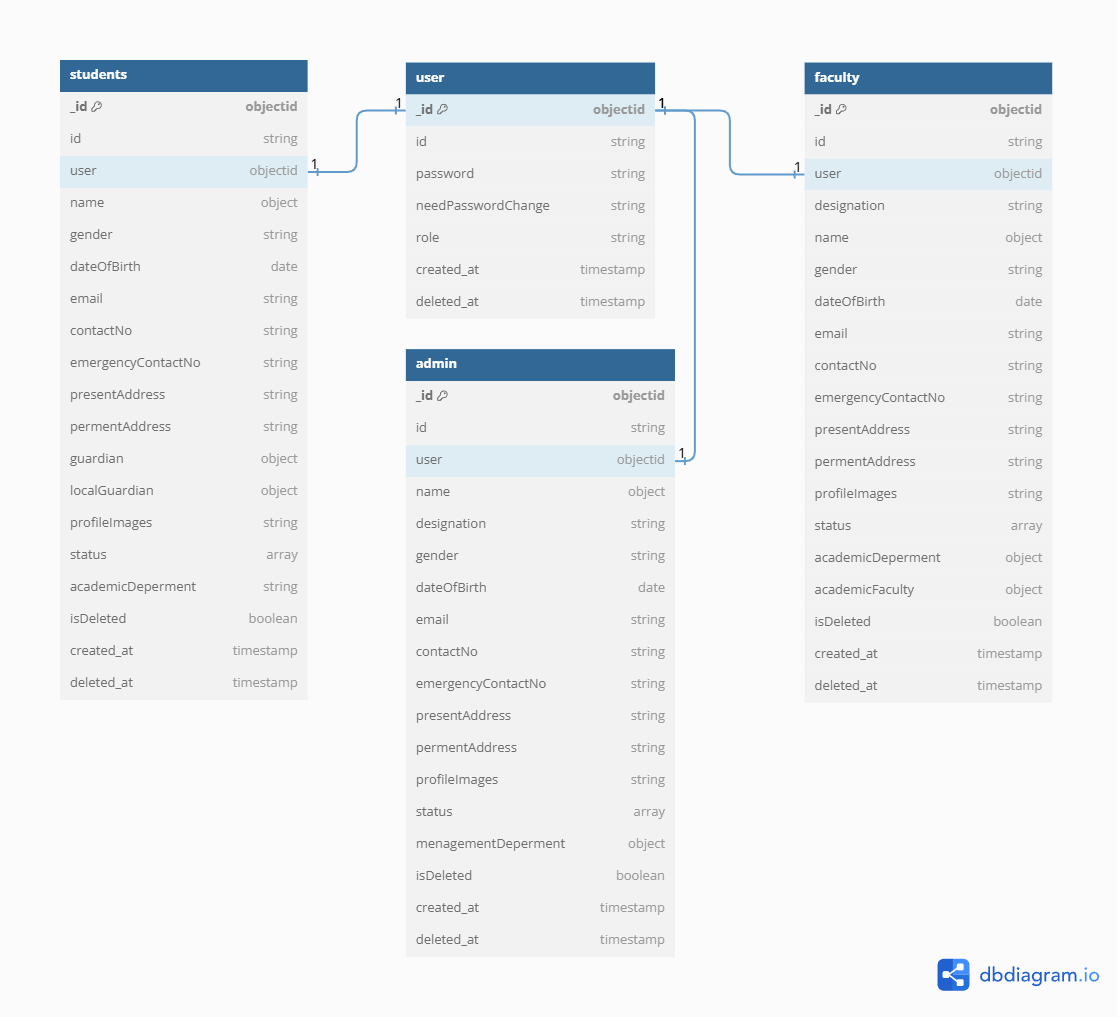 students
_id objectid
id string
user objectid
name object
gender string
dateOfBirth date
email string
contactNo string
emergencyContactNo string
presentAddress string
permentAddress string
guardian object
localGuardian object
profileImages string
status array
academicDeperment string
isDeleted boolean
created_at timestamp
deleted_at timestamp
1
1
user
_id objectid
id string
password string
needPasswordChange string
role string
created_at timestamp
deleted_at timestamp
1
1
1
admin
_id objectid
id string
user objectid
name object
designation string
gender string
dateOfBirth date
email string
contactNo string
emergencyContactNo string
presentAddress string
permentAddress string
profileImages string
status array
menagementDeperment object
isDeleted boolean
created_at timestamp
deleted_at timestamp
faculty
_id objectid
id string
user objectid
designation string
name object
gender string
dateOfBirth date
email string
contactNo string
emergencyContactNo string
presentAddress string
permentAddress string
profileImages string
status array
academicDeperment object
academicFaculty object
isDeleted boolean
created_at timestamp
deleted_at timestamp
dbdiagram.io